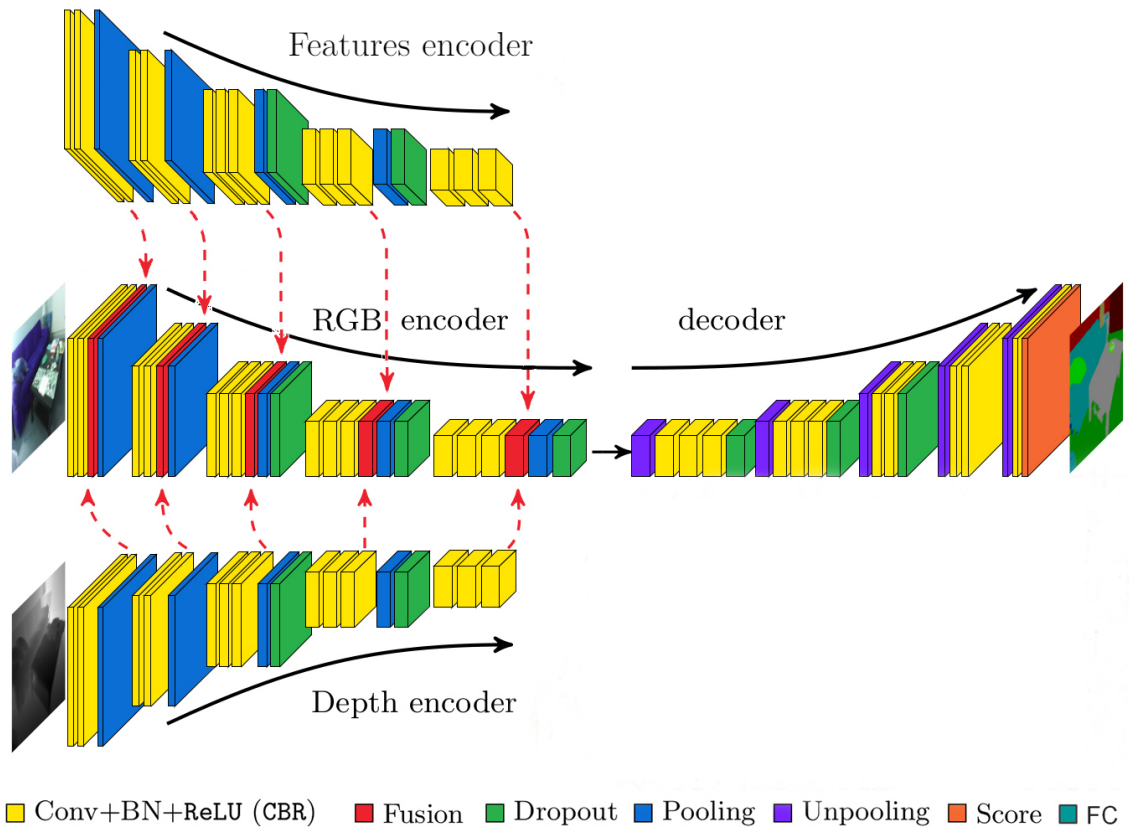 Features encoder
RGB encoder
decoder
Depth encoder
Conv+BN+ReLU (CBR) Fusion Dropout Pooling Unpooling Score FC